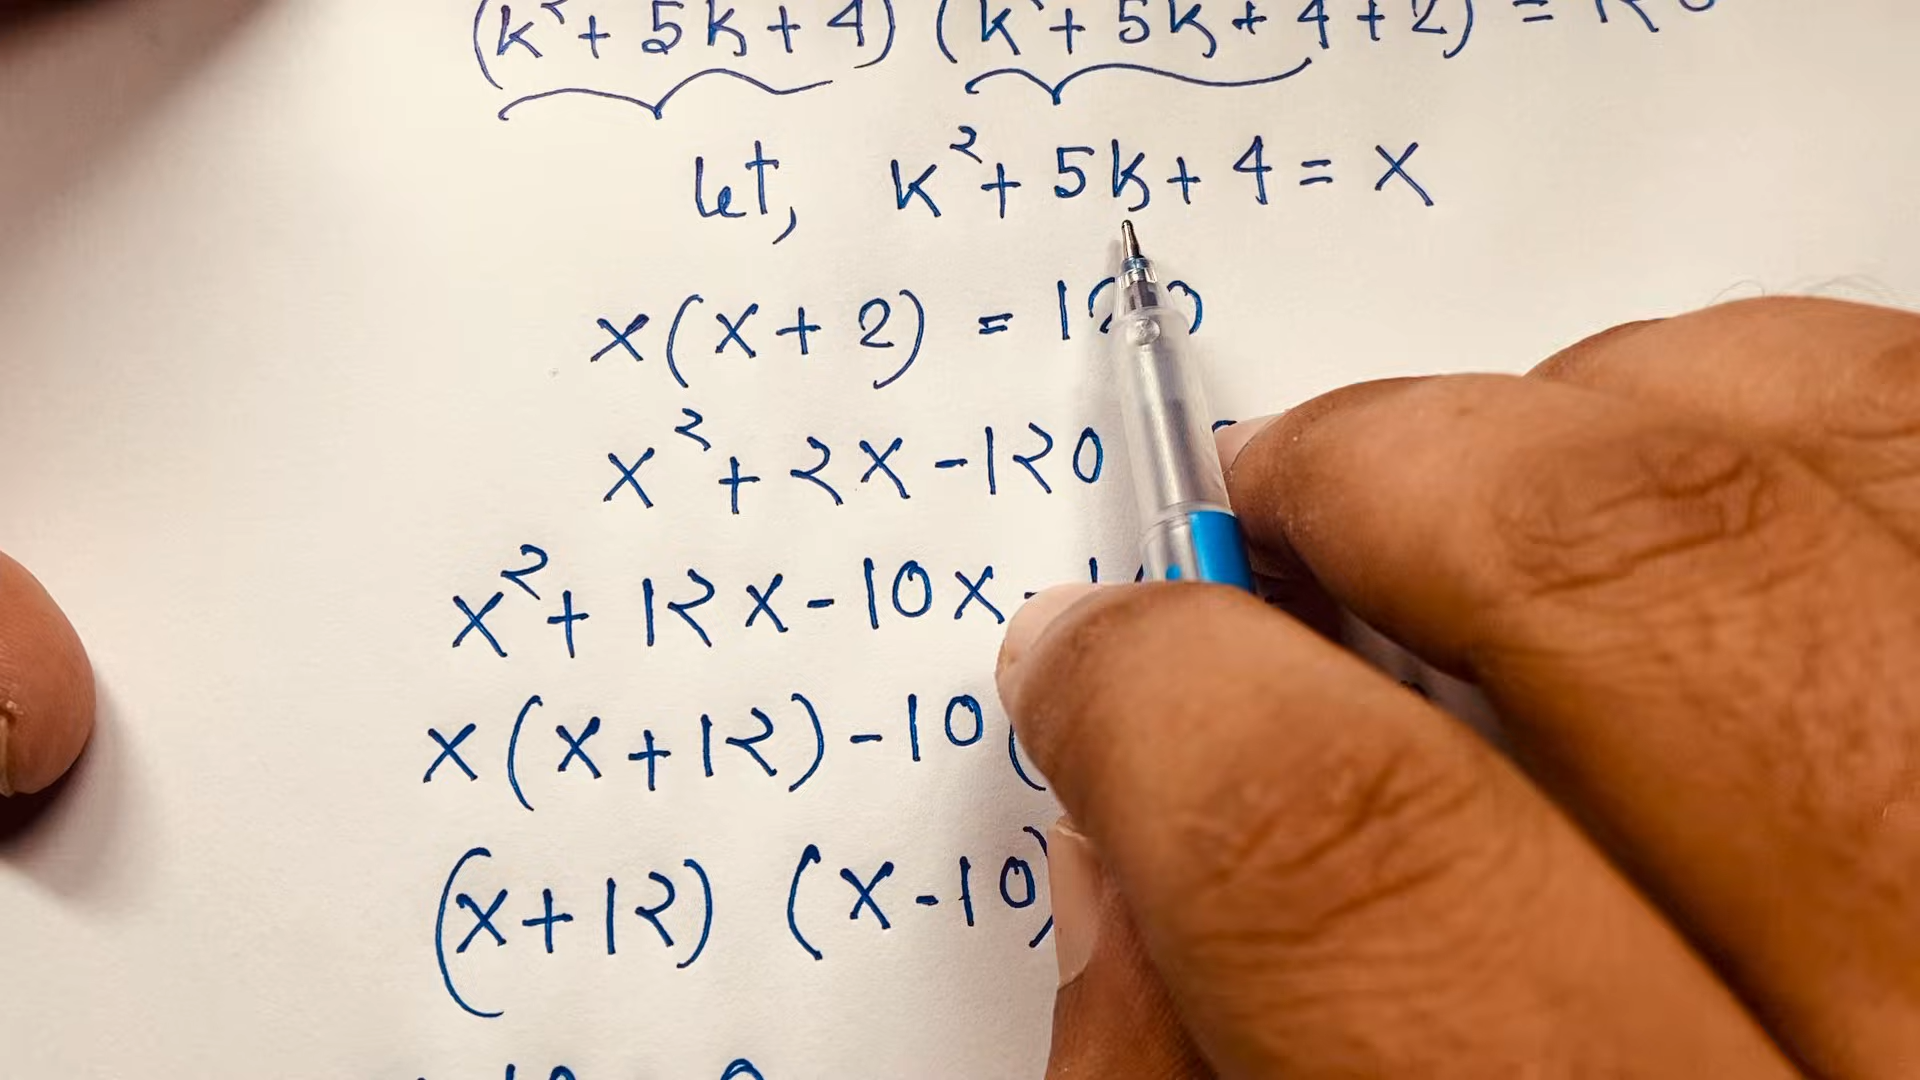 (k² + 5k + 4) (k² + 5k + 4 + 2) =
let, k² + 5k + 4 = x
x(x + 2) =
x² + 2x - 120
x² + 12x - 10x -
x(x + 12) - 10(
(x + 12) (x - 10)